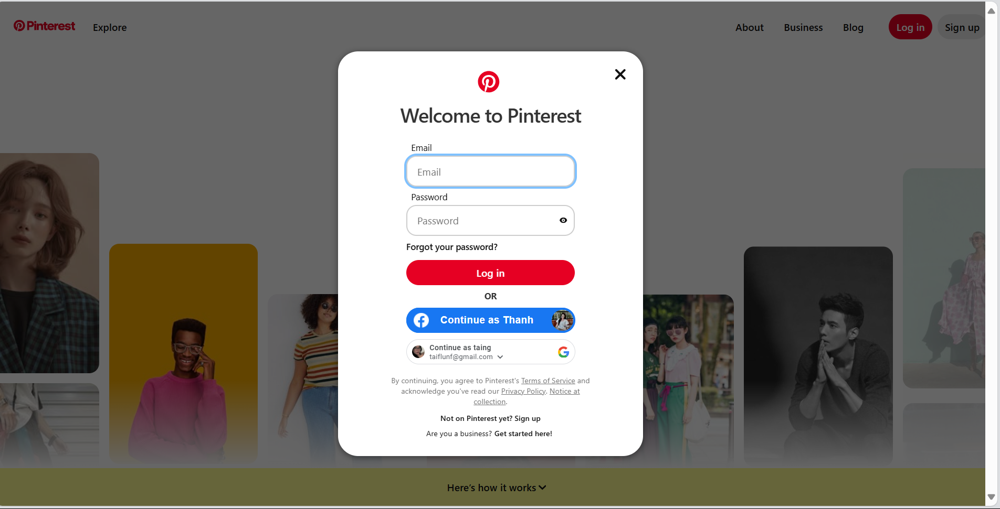 Pinterest
Explore
About
Business
Blog
Log in
Sign up
Welcome to Pinterest
Email
Email
Password
Password
Forgot your password?
Log in
OR
Continue as Thanh
Continue as taing
taiflunf@gmail.com
By continuing, you agree to Pinterest's Terms of Service and
acknowledge you've read our Privacy Policy. Notice at
collection.
Not on Pinterest yet? Sign up
Are you a business? Get started here!
Here's how it works